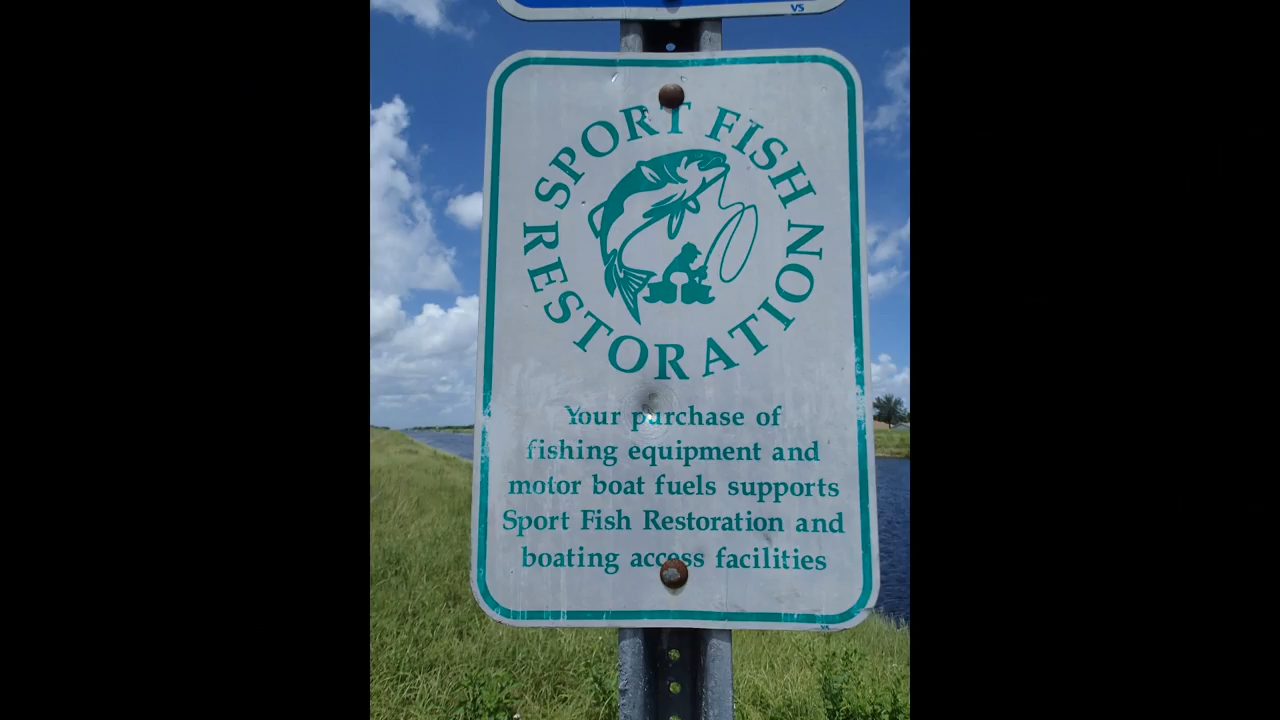 VS
SPORT FISH
RESTORATION
Your purchase of
fishing equipment and
motor boat fuels supports
Sport Fish Restoration and
boating access facilities